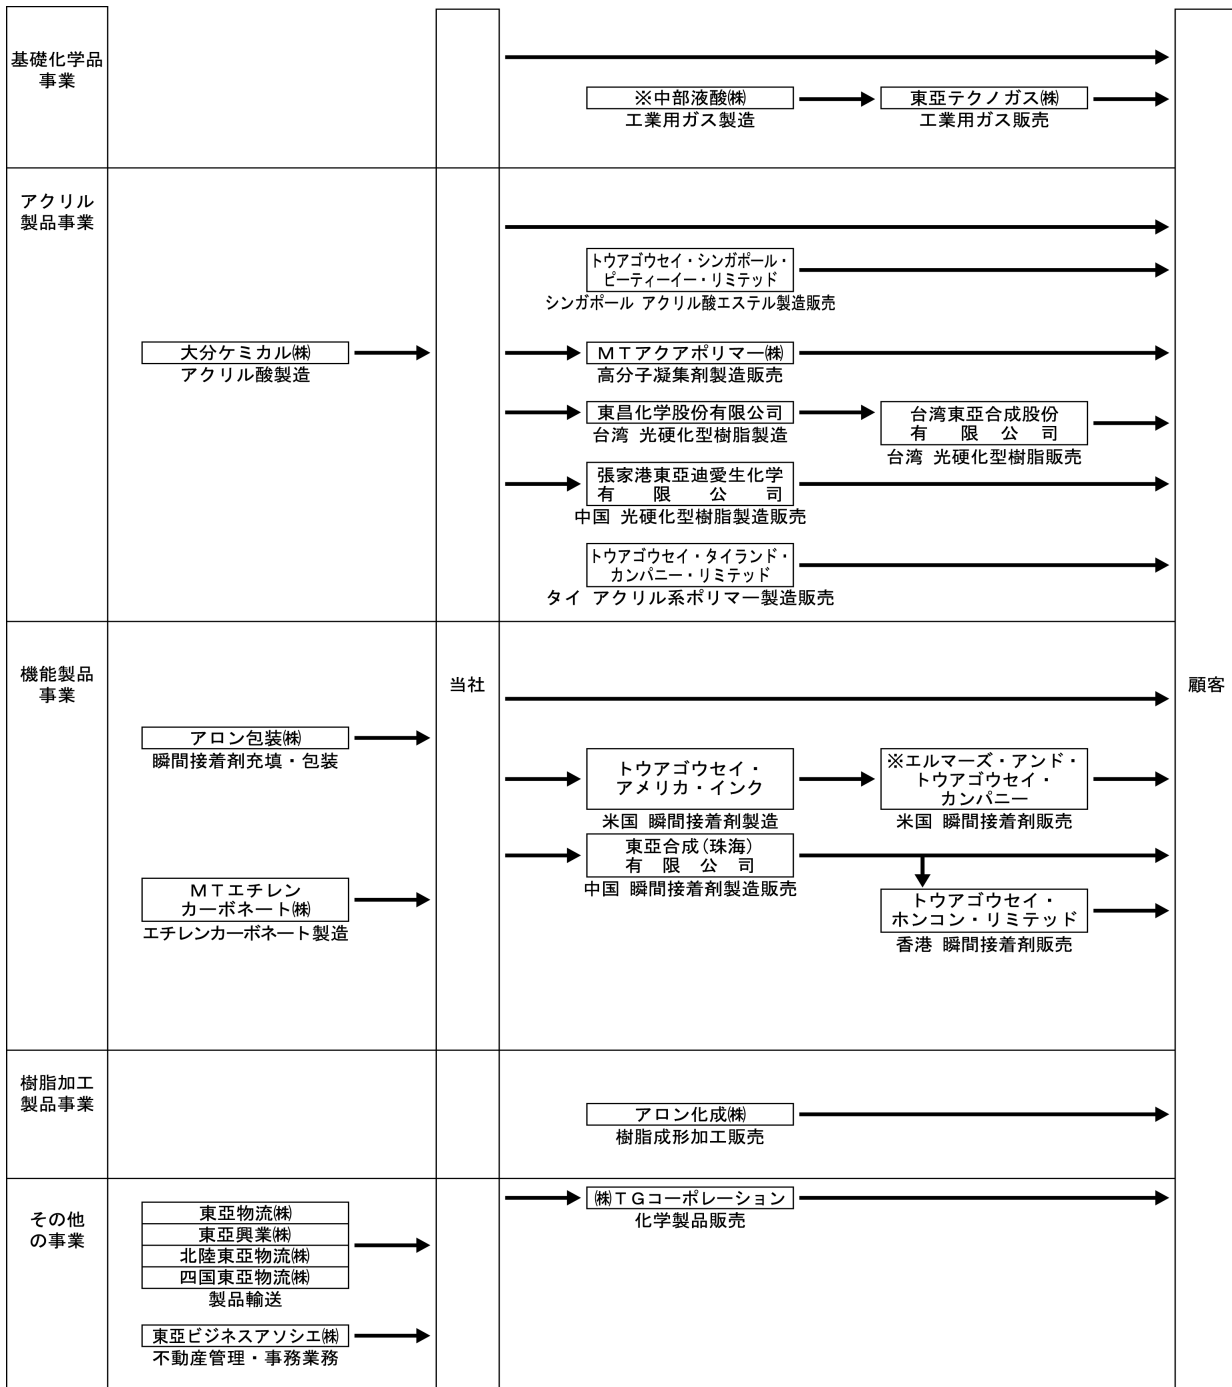 基礎化学品
事業
※中部液酸㈱
工業用ガス製造
東亞テクノガス㈱
工業用ガス販売
アクリル
製品事業
トウアゴウセイ・シンガポール・
ピーティーイー・リミテッド
シンガポール アクリル酸エステル製造販売
大分ケミカル㈱
アクリル酸製造
ＭＴアクアポリマー㈱
高分子凝集剤製造販売
東昌化学股份有限公司
台湾 光硬化型樹脂製造
台湾東亞合成股份
有限公司
台湾 光硬化型樹脂販売
張家港東亞迪愛生化学
有限公司
中国 光硬化型樹脂製造販売
トウアゴウセイ・タイランド・
カンパニー・リミテッド
タイ アクリル系ポリマー製造販売
機能製品
事業
当社
顧客
アロン包装㈱
瞬間接着剤充填・包装
トウアゴウセイ・
アメリカ・インク
米国 瞬間接着剤製造
※エルマーズ・アンド・
トウアゴウセイ・
カンパニー
米国 瞬間接着剤販売
東亞合成(珠海)
有限公司
中国 瞬間接着剤製造販売
ＭＴエチレン
カーボネート㈱
エチレンカーボネート製造
トウアゴウセイ・
ホンコン・リミテッド
香港 瞬間接着剤販売
樹脂加工
製品事業
アロン化成㈱
樹脂成形加工販売
その他
の事業
㈱ＴＧコーポレーション
化学製品販売
東亞物流㈱
東亞興業㈱
北陸東亞物流㈱
四国東亞物流㈱
製品輸送
東亞ビジネスアソシエ㈱
不動産管理・事務業務